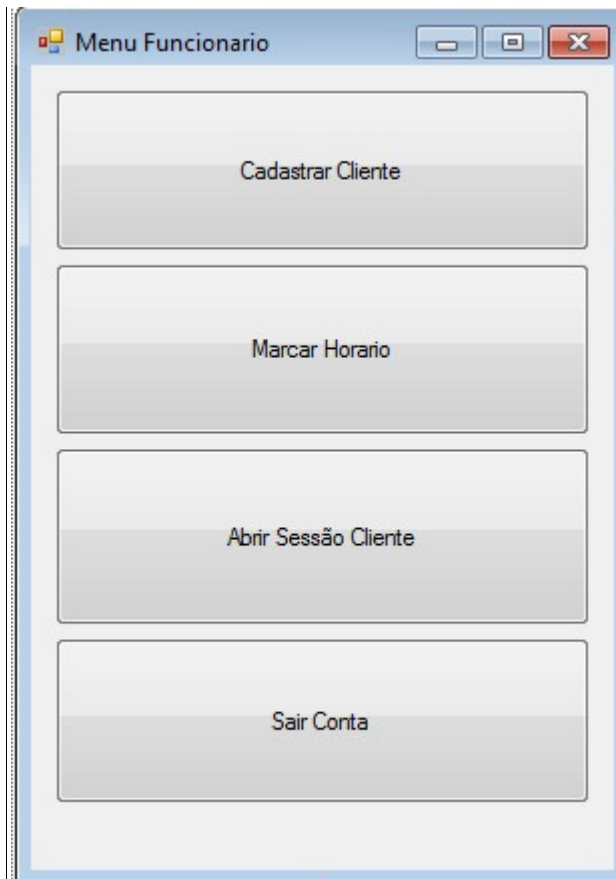 Menu Funcionario
Cadastrar Cliente
Marcar Horario
Abrir Sessão Cliente
Sair Conta